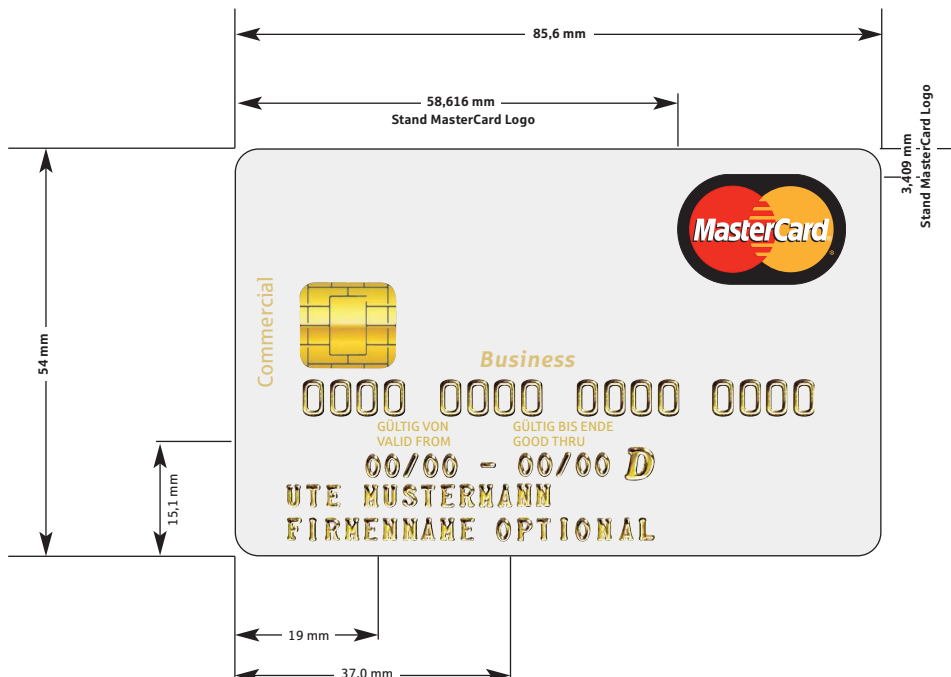 85,6 mm
58,616 mm
Stand MasterCard Logo
3,409 mm
Stand MasterCard Logo
MasterCard
®
54 mm
Commercial
Business
0000 0000 0000 0000
GÜLTIG VON GÜLTIG BIS ENDE
VALID FROM GOOD THRU
00/00 - 00/00 D
15,1 mm
UTE MUSTERMANN
FIRMENNAME OPTIONAL
19 mm
37,0 mm